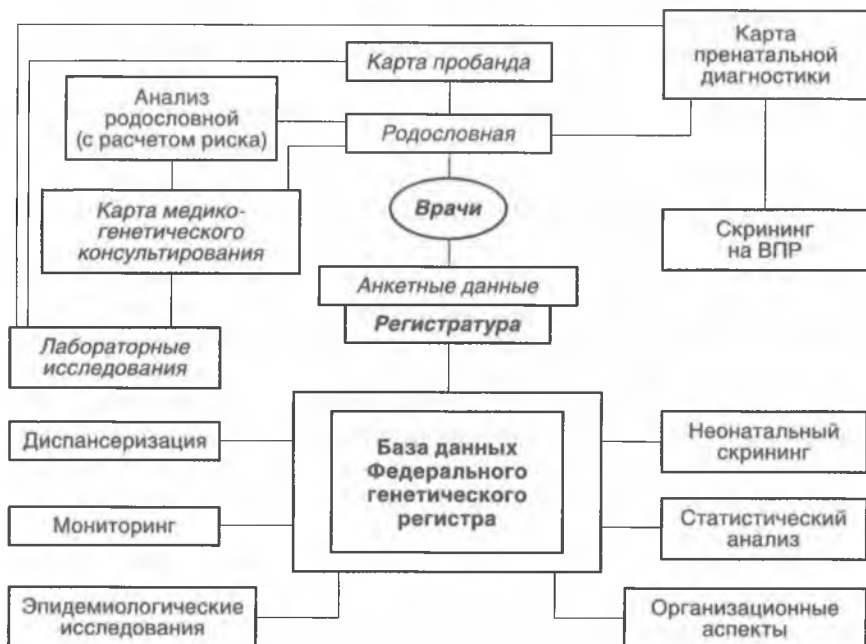 Карта
пренатальной
диагностики
Карта пробанда
Анализ
родословной
(с расчетом риска)
Родословная
Врачи
Карта медико-
генетического
консультирования
Скрининг
на ВПР
Анкетные данные
Регистратура
Лабораторные
исследования
База данных
Федерального
генетического
регистра
Диспансеризация
Неонатальный
скрининг
Мониторинг
Статистический
анализ
Эпидемиологические
исследования
Организационные
аспекты